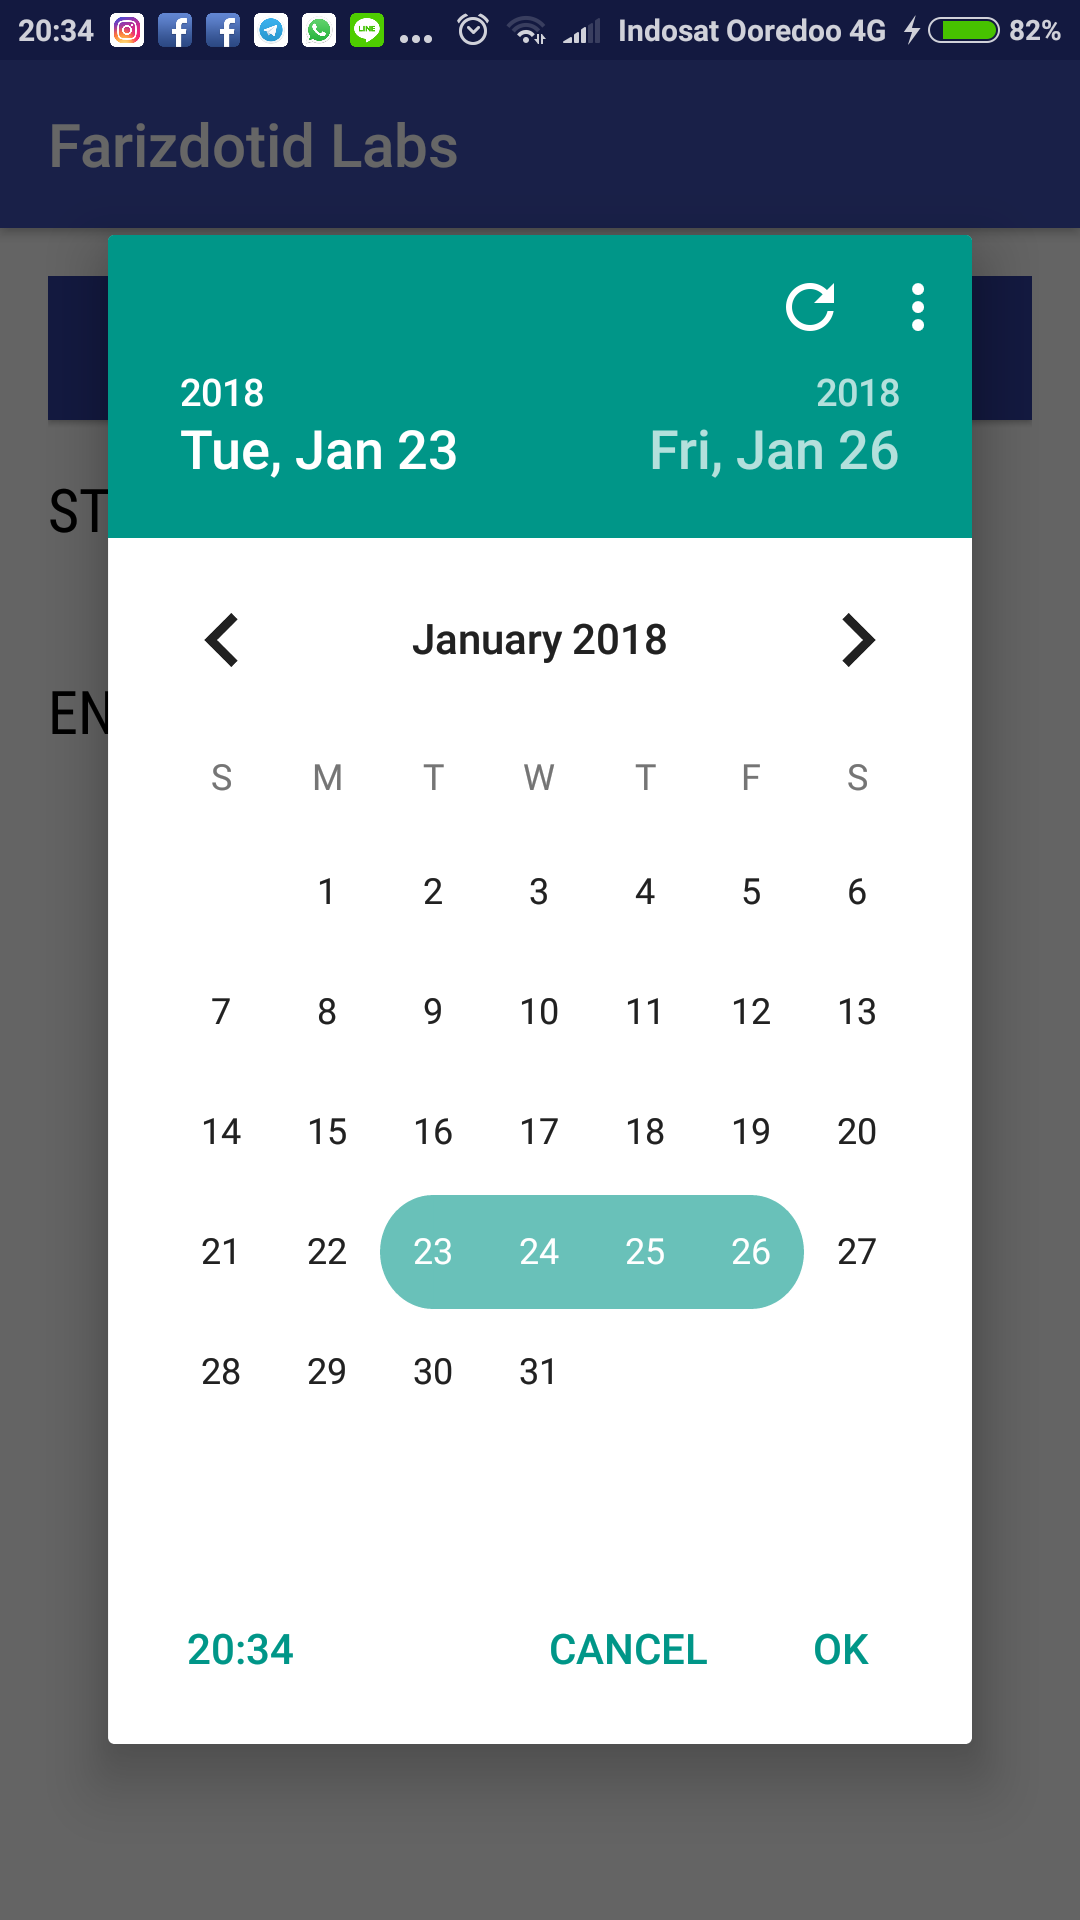 20:34 LINE ... Indosat Ooredoo 4G 82%
Farizdotid Labs
2018 2018
Tue, Jan 23 Fri, Jan 26
ST
EN
January 2018
S M T W T F S
1 2 3 4 5 6
7 8 9 10 11 12 13
14 15 16 17 18 19 20
21 22 23 24 25 26 27
28 29 30 31
20:34 CANCEL OK